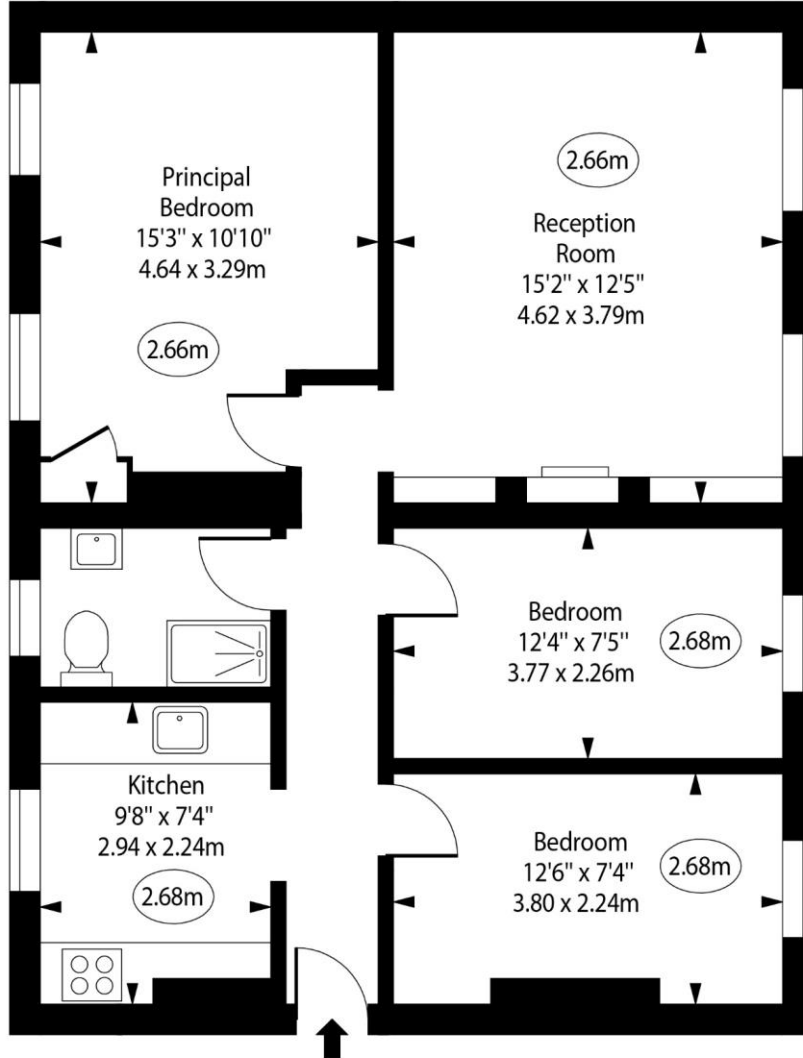 Principal
Bedroom
15'3" x 10'10"
4.64 x 3.29m
2.66m
2.66m
Reception
Room
15'2" x 12'5"
4.62 x 3.79m
Bedroom
12'4" x 7'5"
3.77 x 2.26m
2.68m
Kitchen
9'8" x 7'4"
2.94 x 2.24m
2.68m
Bedroom
12'6" x 7'4"
3.80 x 2.24m
2.68m